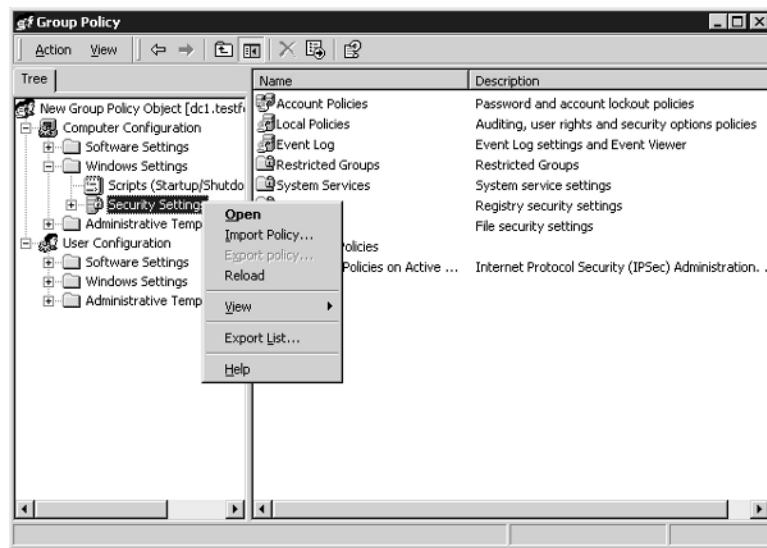 Group Policy
Action View
Tree
New Group Policy Object [dc1.testf
Computer Configuration
Software Settings
Windows Settings
Scripts (Startup/Shutdo
Security Setting
Administrative Temp
User Configuration
Software Settings
Windows Settings
Administrative Temp
Open
Import Policy...
Export policy...
Reload
View
Export List...
Help
Name Description
Account Policies Password and account lockout policies
Local Policies Auditing, user rights and security options policies
Event Log Event Log settings and Event Viewer
Restricted Groups Restricted Groups
System Services System service settings
Registry security settings
File security settings
Policies
Policies on Active ... Internet Protocol Security (IPSec) Administration. .